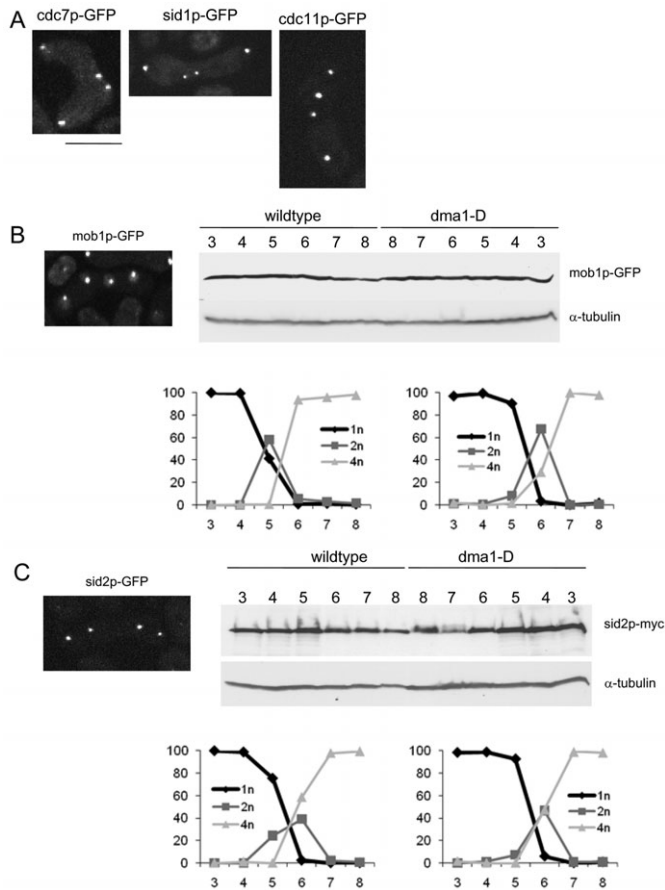 A
cdc7p-GFP
sid1p-GFP
cdc11p-GFP
B
mob1p-GFP
wildtype dma1-D
3 4 5 6 7 8 8 7 6 5 4 3
mob1p-GFP
α-tubulin
100
80
60
40
20
0
1n
2n
4n
3 4 5 6 7 8
100
80
60
40
20
0
1n
2n
4n
3 4 5 6 7 8
C
sid2p-GFP
wildtype dma1-D
3 4 5 6 7 8 8 7 6 5 4 3
sid2p-myc
α-tubulin
100
80
60
40
20
0
1n
2n
4n
3 4 5 6 7 8
100
80
60
40
20
0
1n
2n
4n
3 4 5 6 7 8